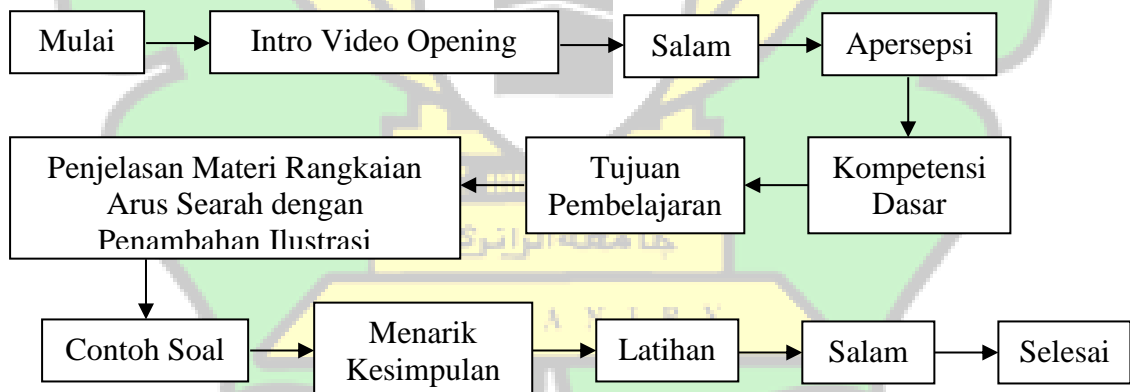 Mulai
Intro Video Opening
Salam
Apersepsi
Kompetensi
Dasar
Tujuan
Pembelajaran
Penjelasan Materi Rangkaian
Arus Searah dengan
Penambahan Ilustrasi
Contoh Soal
Menarik
Kesimpulan
Latihan
Salam
Selesai